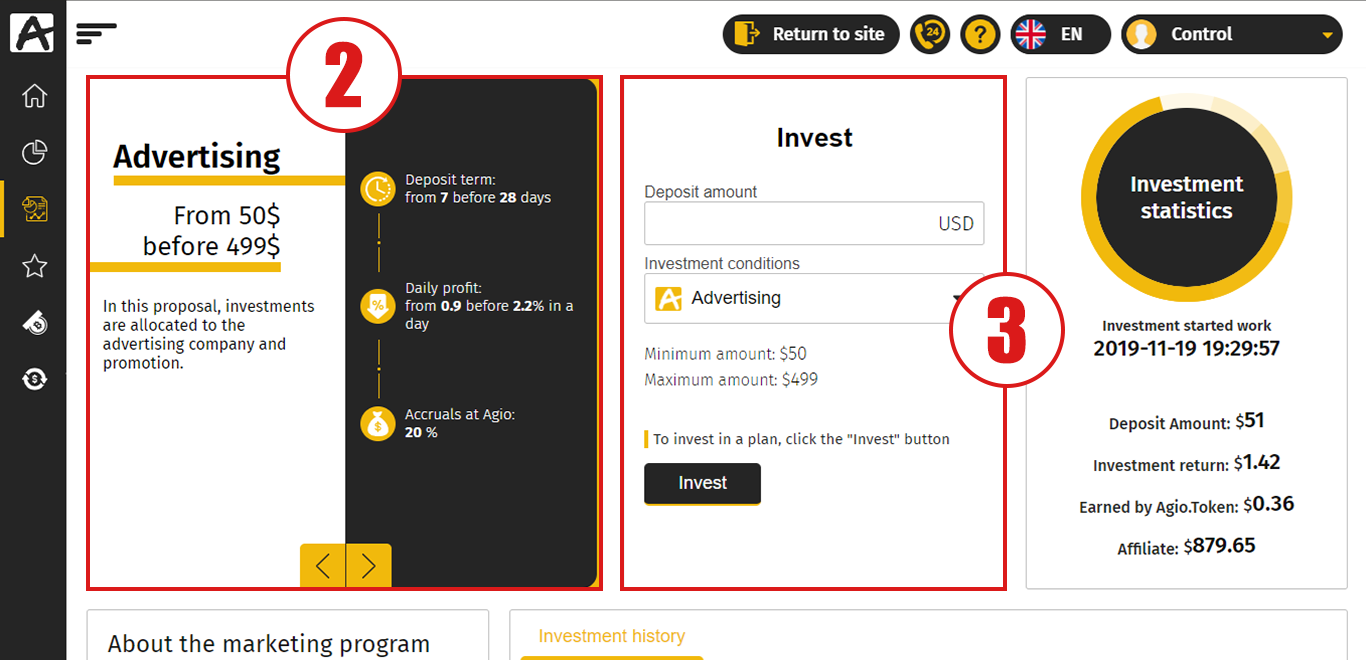 Return to site
24
?
EN
Control
2
Advertising
From 50$
before 499$
In this proposal, investments
are allocated to the
advertising company and
promotion.
Deposit term:
from 7 before 28 days
%
Daily profit:
from 0.9 before 2.2% in a
day
$
Accruals at Agio:
20 %
Invest
Deposit amount
USD
Investment conditions
Advertising
3
Minimum amount: $50
Maximum amount: $499
To invest in a plan, click the "Invest" button
Invest
Investment
statistics
Investment started work
2019-11-19 19:29:57
Deposit Amount: $51
Investment return: $1.42
Earned by Agio.Token: $0.36
Affiliate: $879.65
About the marketing program
Investment history